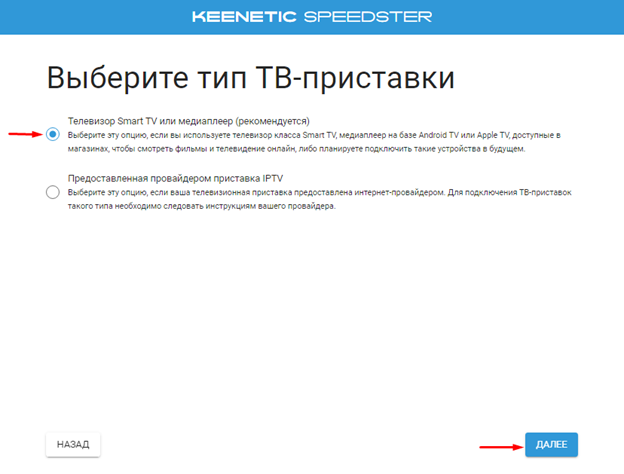 KEENETIC SPEEDSTER
Выберите тип ТВ-приставки
Телевизор Smart TV или медиаплеер (рекомендуется)
Выберите эту опцию, если вы используете телевизор класса Smart TV, медиаплеер на базе Android TV или Apple TV, доступные в
магазинах, чтобы смотреть фильмы и телевидение онлайн, либо планируете подключить такие устройства в будущем.
Предоставленная провайдером приставка IPTV
Выберите эту опцию, если ваша телевизионная приставка предоставлена интернет-провайдером. Для подключения ТВ-приставок
такого типа необходимо следовать инструкциям вашего провайдера.
НАЗАД
ДАЛЕЕ